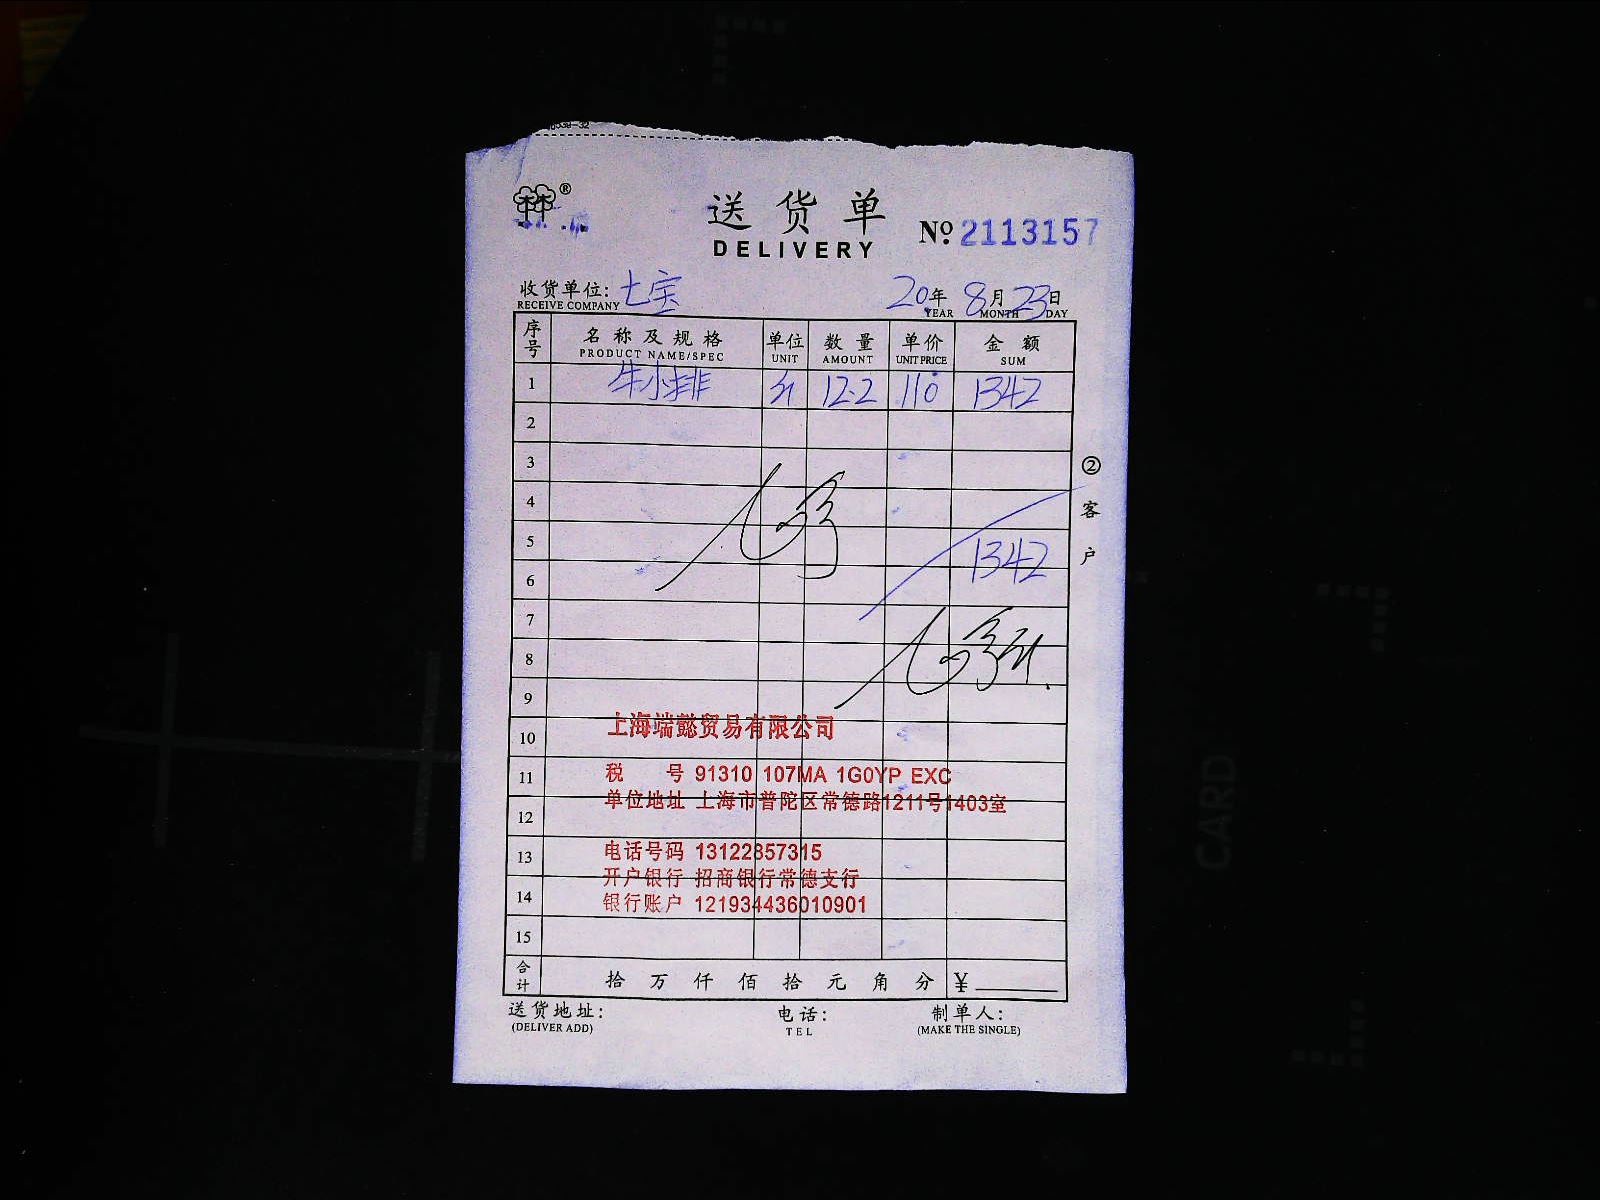 送货单
DELIVERY
№ 2113157
收货单位: 七宝 20年 8月 23日
RECEIVE COMPANY YEAR MONTH DAY
序号 名称及规格 单位 数量 单价 金额
PRODUCT NAME/SPEC UNIT AMOUNT UNIT PRICE SUM
1 牛小排 12.2 110 1342
2
3
4
5 1342
6
7
8
9
10 上海端懿贸易有限公司
11 税 号 91310 107MA 1G0YP EXC
单位地址 上海市普陀区常德路1211号1403室
12
13 电话号码 13122857315
开户银行 招商银行常德支行
14 银行账户 121934436010901
15
合计 拾 万 仟 佰 拾 元 角 分 ¥
送货地址: 电话: 制单人:
(DELIVER ADD) TEL (MAKE THE SINGLE)
②客户
CARD